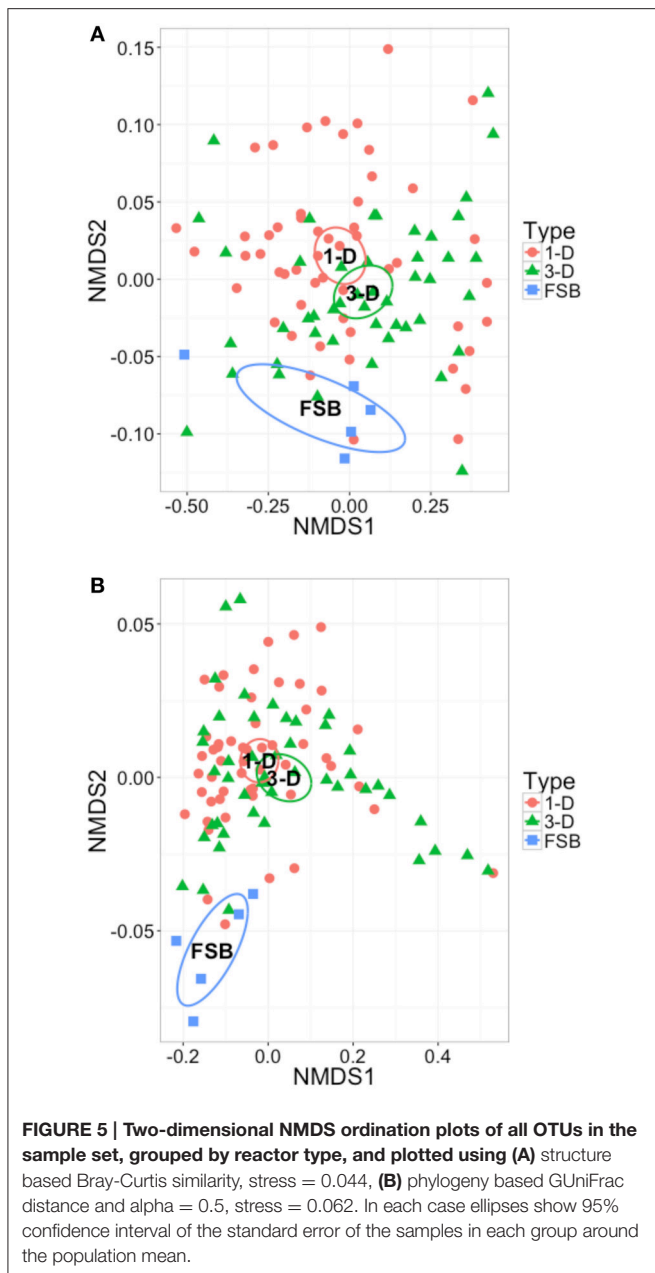 A
0.15
0.10
0.05
0.00
-0.05
-0.10
NMDS2
1-D
3-D
FSB
-0.50
-0.25
0.00
0.25
NMDS1
Type
1-D
3-D
FSB
B
0.05
0.00
-0.05
NMDS2
1-D
3-D
FSB
-0.2
0.0
0.2
0.4
NMDS1
Type
1-D
3-D
FSB
FIGURE 5 | Two-dimensional NMDS ordination plots of all OTUs in the
sample set, grouped by reactor type, and plotted using (A) structure
based Bray-Curtis similarity, stress = 0.044, (B) phylogeny based GUniFrac
distance and alpha = 0.5, stress = 0.062. In each case ellipses show 95%
confidence interval of the standard error of the samples in each group around
the population mean.